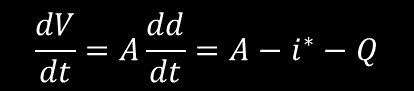 dV/dt = A dd/dt = A − i* − Q